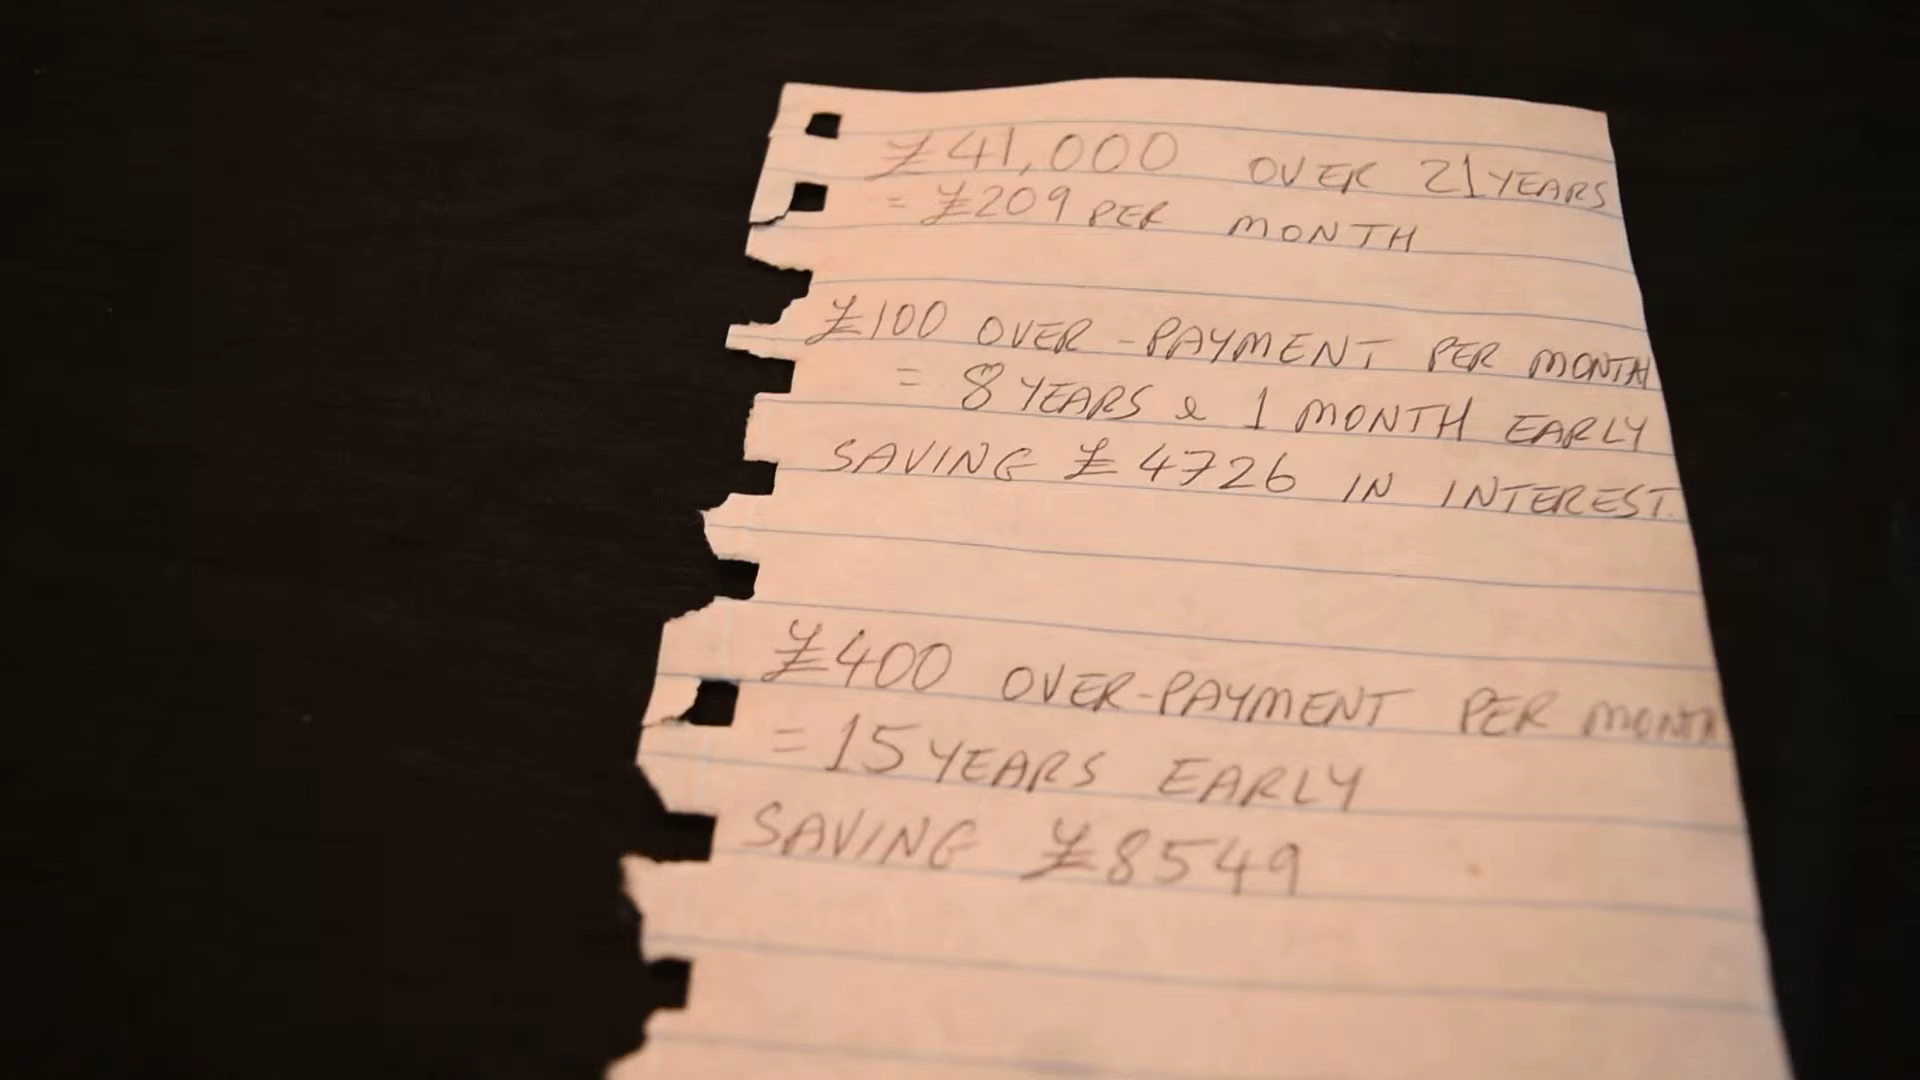 £41,000 OVER 21 YEARS
= £209 PER MONTH
£100 OVER-PAYMENT PER MONTH
= 8 YEARS & 1 MONTH EARLY
SAVING £4726 IN INTEREST.
£400 OVER-PAYMENT PER MONTH
= 15 YEARS EARLY
SAVING £8549